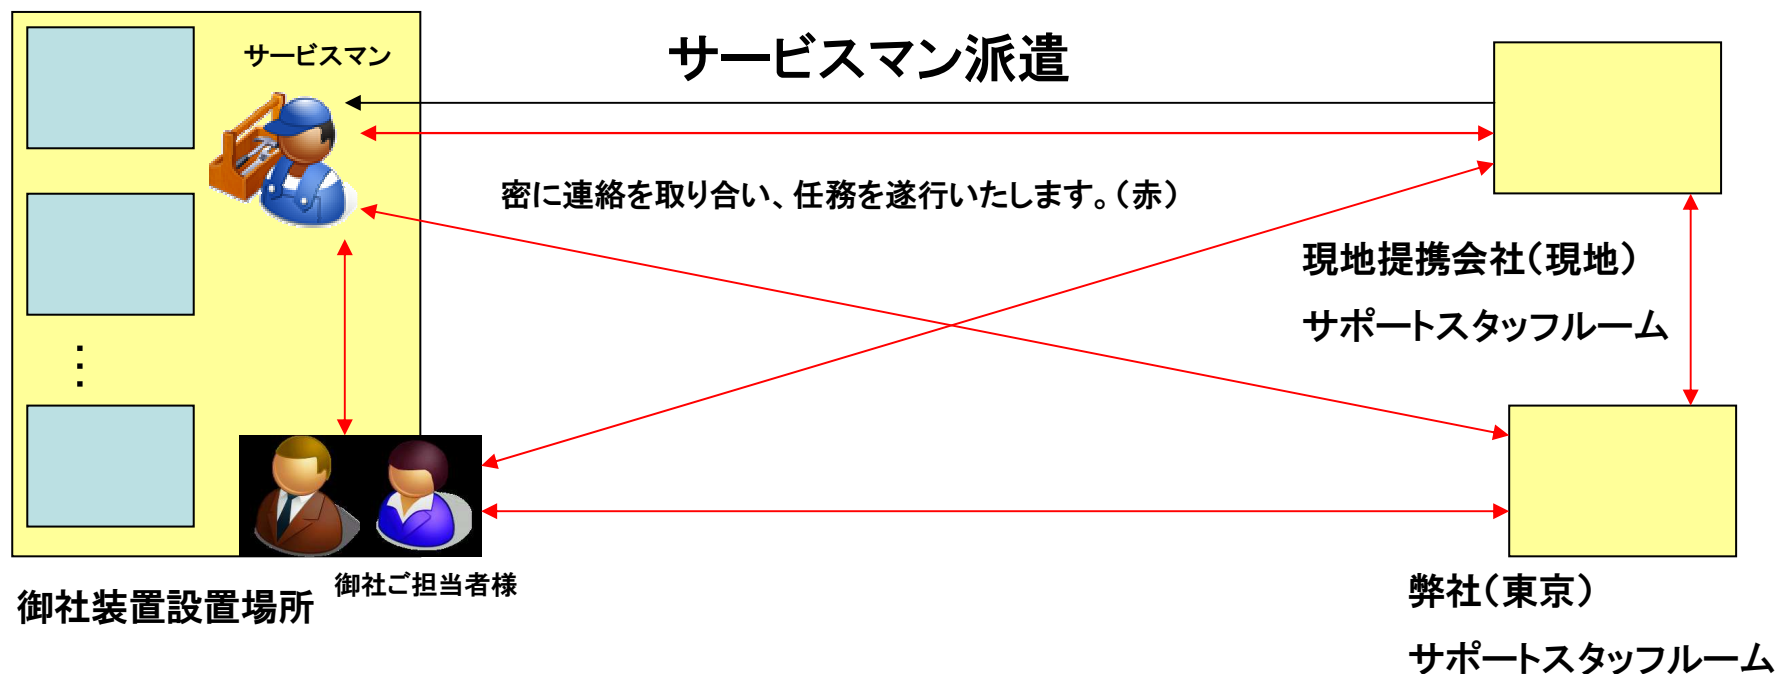 サービスマン派遣
サービスマン
密に連絡を取り合い、任務を遂行いたします。（赤）
現地提携会社（現地）
サポートスタッフルーム
御社ご担当者様
御社装置設置場所
弊社（東京）
サポートスタッフルーム